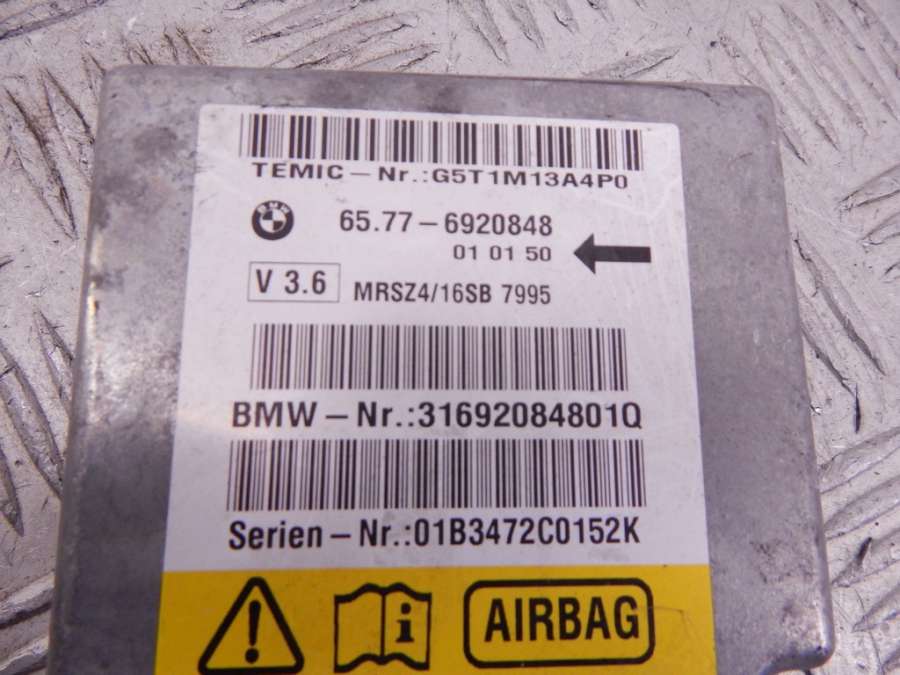 TEMIC – Nr.:G5T1M13A4P0
BMW
65.77 – 6920848
01 01 50
V 3.6
MRSZ4/16SB 7995
BMW – Nr.:31692084801Q
Serien – Nr.:01B3472C0152K
AIRBAG